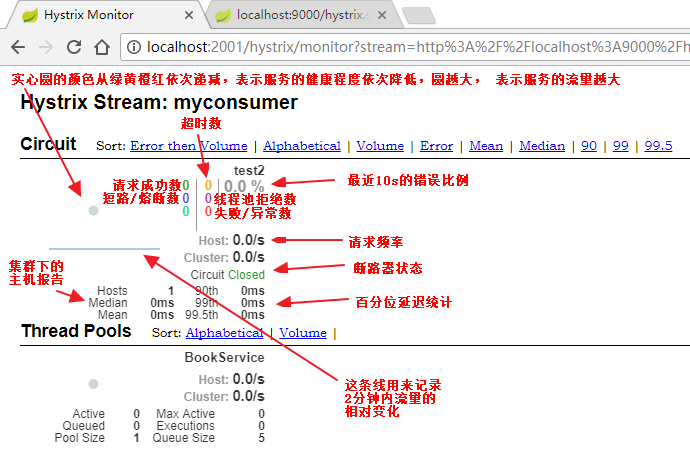 Hystrix Monitor
localhost:9000/hystrix.s
localhost:2001/hystrix/monitor?stream=http%3A%2F%2Flocalhost%3A9000%2Fh
实心圆的颜色从绿黄橙红依次递减，表示服务的健康程度依次降低，圆越大， 表示服务的流量越大
Hystrix Stream: myconsumer
超时数
Circuit Sort: Error then Volume | Alphabetical | Volume | Error | Mean | Median | 90 | 99 | 99.5
test2
请求成功数 0 0 0.0 % 最近10s的错误比例
短路/熔断数 0 0 线程池拒绝数
0 0 失败/异常数
Host: 0.0/s 请求频率
Cluster: 0.0/s
Circuit Closed 断路器状态
集群下的
主机报告
Hosts 1 90th 0ms
Median 0ms 99th 0ms 百分位延迟统计
Mean 0ms 99.5th 0ms
Thread Pools Sort: Alphabetical | Volume |
BookService
Host: 0.0/s
Cluster: 0.0/s
这条线用来记录
2分钟内流量的
相对变化
Active 0 Max Active 0
Queued 0 Executions 0
Pool Size 1 Queue Size 5